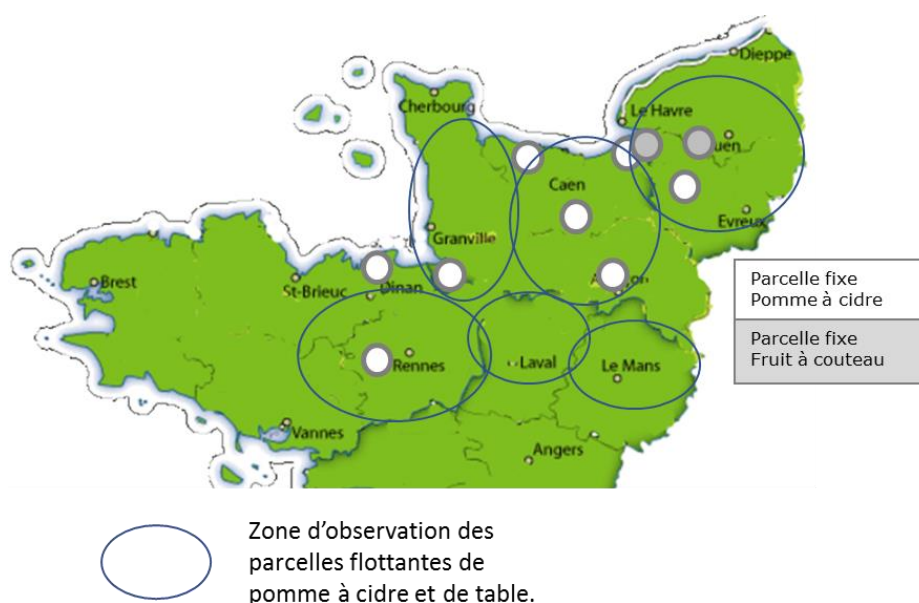 Dieppe
Cherbourg
Le Havre
uen
Caen
Evreux
Granville
Brest
St-Brieuc
Dinan
Rennes
Laval
Le Mans
Vannes
Angers
Parcelle fixe
Pomme à cidre
Parcelle fixe
Fruit à couteau
Zone d’observation des
parcelles flottantes de
pomme à cidre et de table.